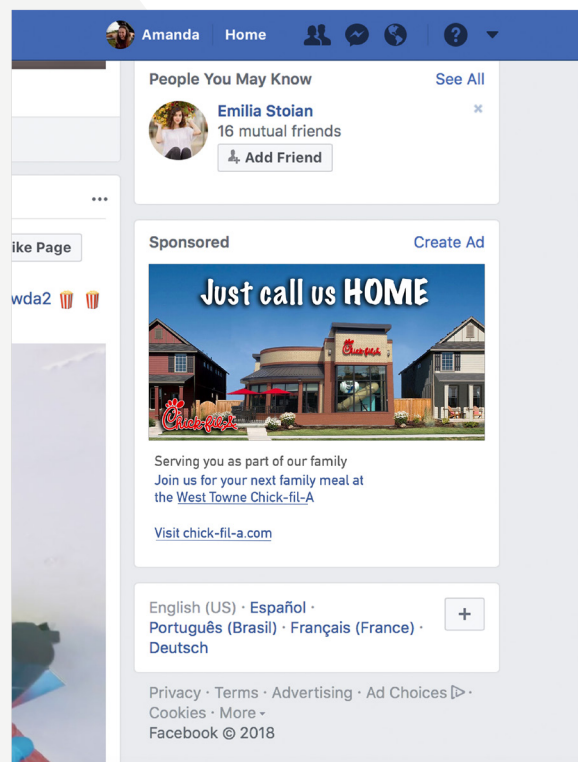 Amanda Home ?
People You May Know See All
Emilia Stoian ×
16 mutual friends
Add Friend
...
Sponsored Create Ad
ike Page
wda2
Just call us HOME
Chick-fil-A
Chick-fil-A
Serving you as part of our family
Join us for your next family meal at
the West Towne Chick-fil-A
Visit chick-fil-a.com
English (US) · Español · +
Português (Brasil) · Français (France) ·
Deutsch
Privacy · Terms · Advertising · Ad Choices ·
Cookies · More
Facebook © 2018